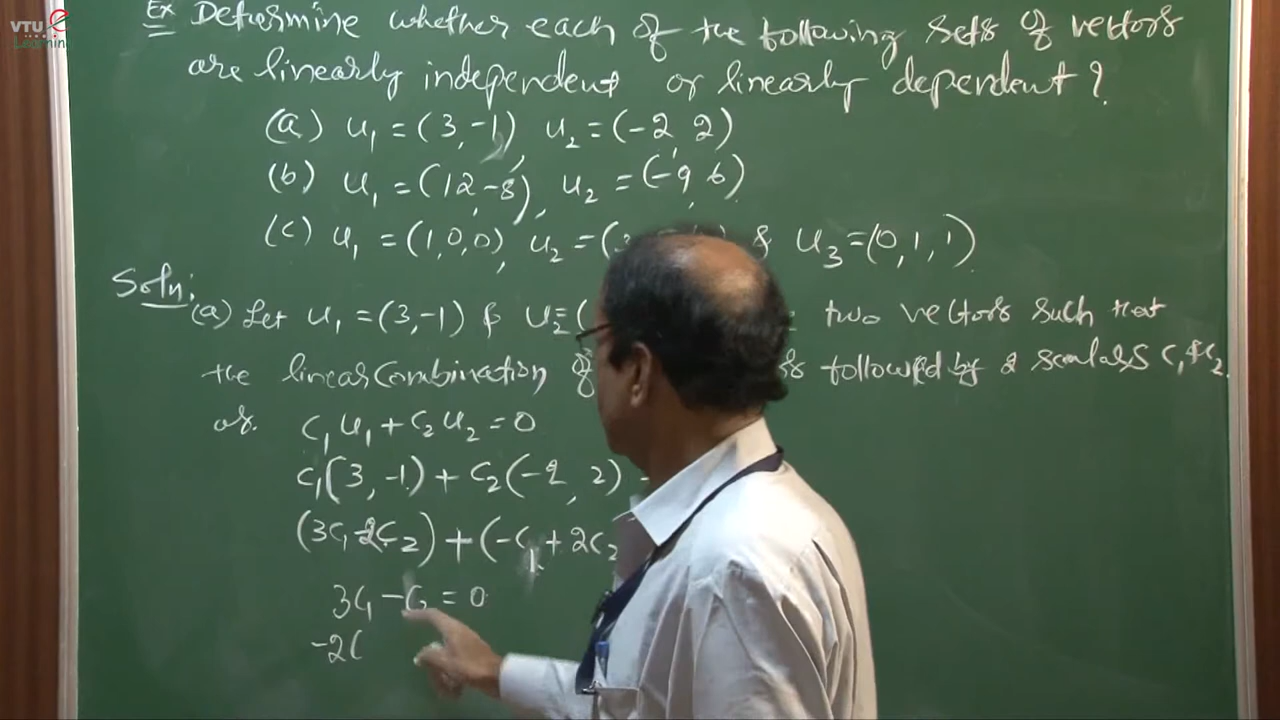 VTU e
Learning
Ex Determine whether each of the following sets of vectors
are linearly independent or linearly dependent?
(a) u₁ = (3, -1), u₂ = (-2, 2)
(b) u₁ = (12, -8), u₂ = (-9, 6).
(c) u₁ = (1,0,0), u₂ = ( & u₃ = (0, 1, 1)
Soln:
(a) Let u₁ = (3, -1) & u₂ = ( two vectors such that
the linear combination of followed by 2 scalars c₁ & c₂.
as. c₁u₁ + c₂u₂ = 0
c₁(3, -1) + c₂(-2, 2)
(3c₁ - 2c₂) + (-c₁ + 2c₂
3c₁ - c₂ = 0
-2c